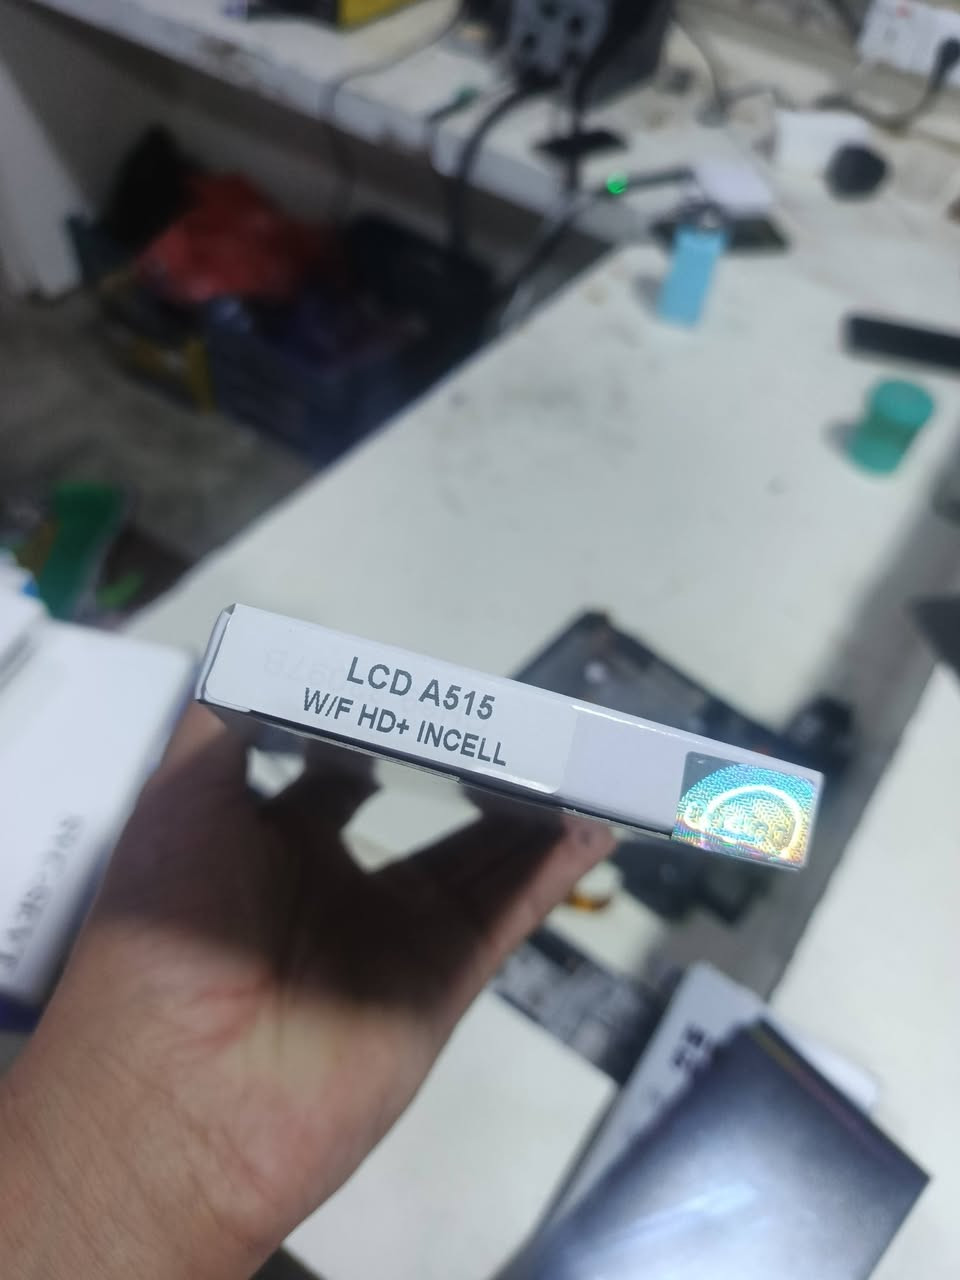 LCD A515
W/F HD+ INCELL